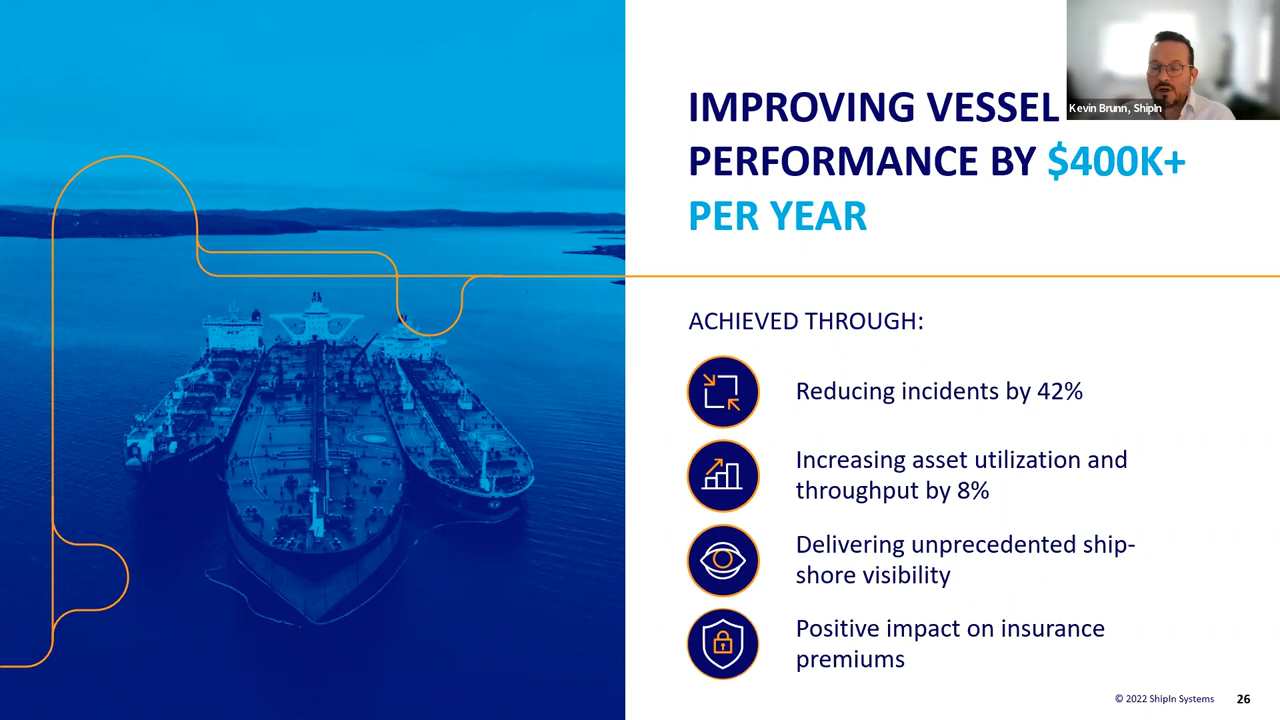 IMPROVING VESSEL
PERFORMANCE BY $400K+
PER YEAR
Kevin Brunn, ShipIn
ACHIEVED THROUGH:
Reducing incidents by 42%
Increasing asset utilization and
throughput by 8%
Delivering unprecedented ship-
shore visibility
Positive impact on insurance
premiums
© 2022 ShipIn Systems
26